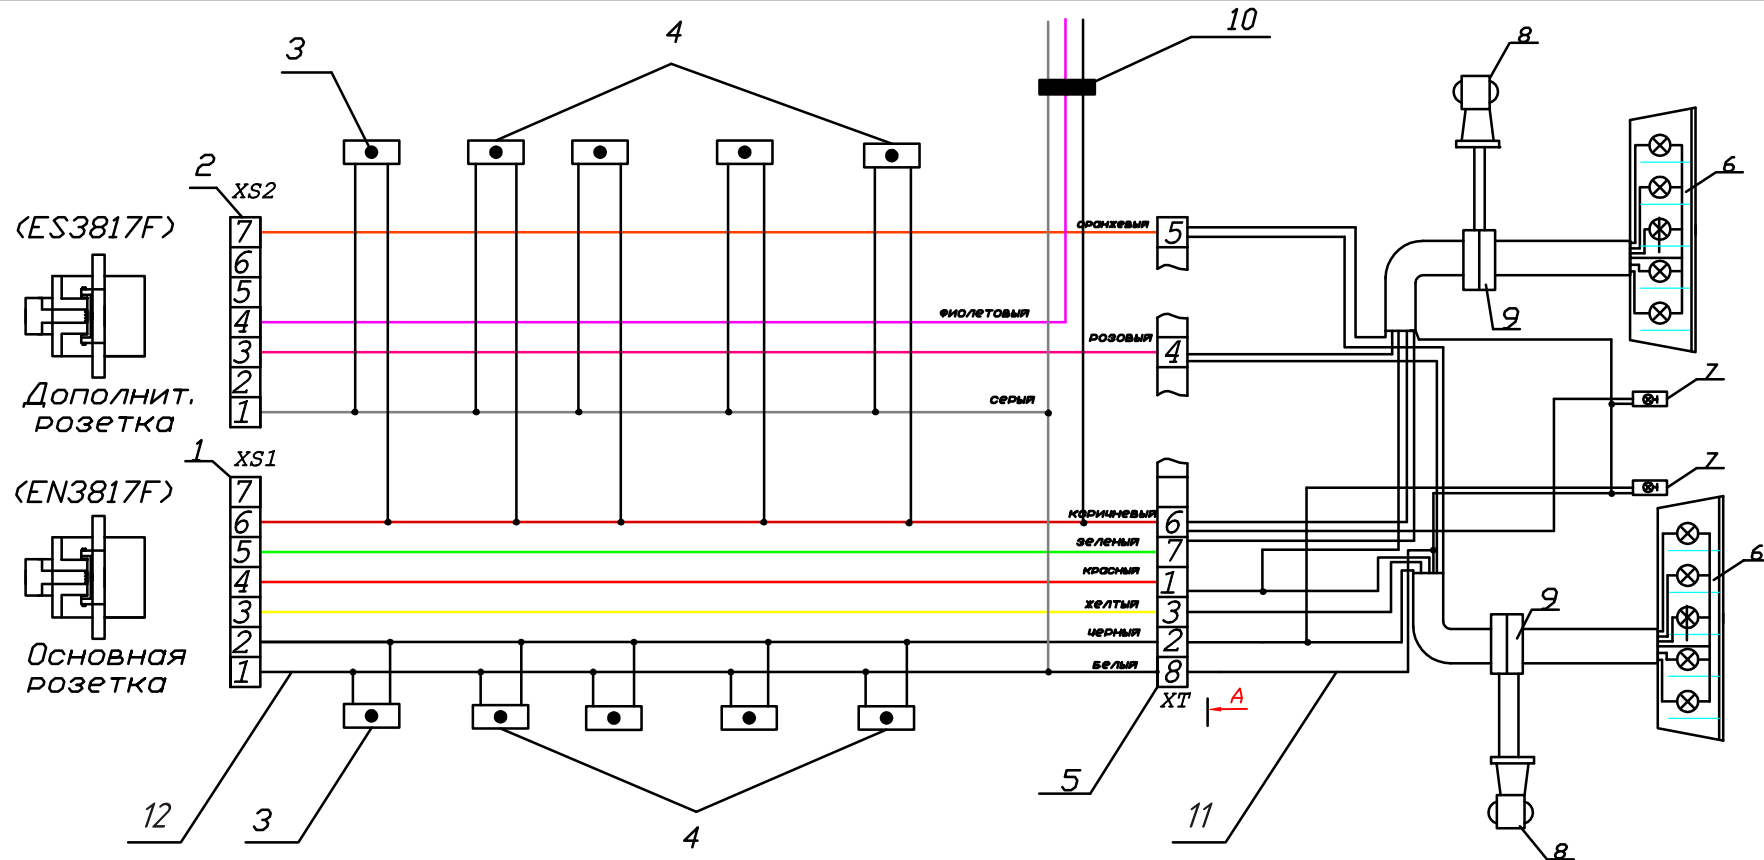 3
4
10
8
2
XS2
(ES3817F)
7
6
5
4
3
2
1
Дополнит.
розетка
оранжевый
фиолетовый
розовый
серый
5
4
6
9
7
7
1
XS1
(EN3817F)
7
6
5
4
3
2
1
Основная
розетка
коричневый
зеленый
красный
желтый
черный
белый
6
7
1
3
2
8
XT
А
6
9
12
3
4
5
11
8